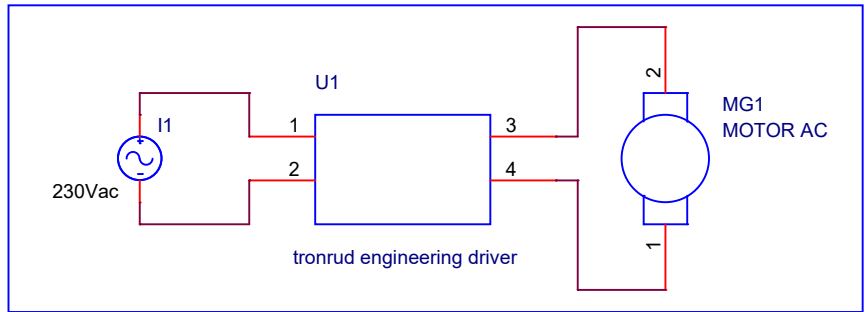 U1
2
I1
1
3
MG1
MOTOR AC
2
4
230Vac
tronrud engineering driver
1